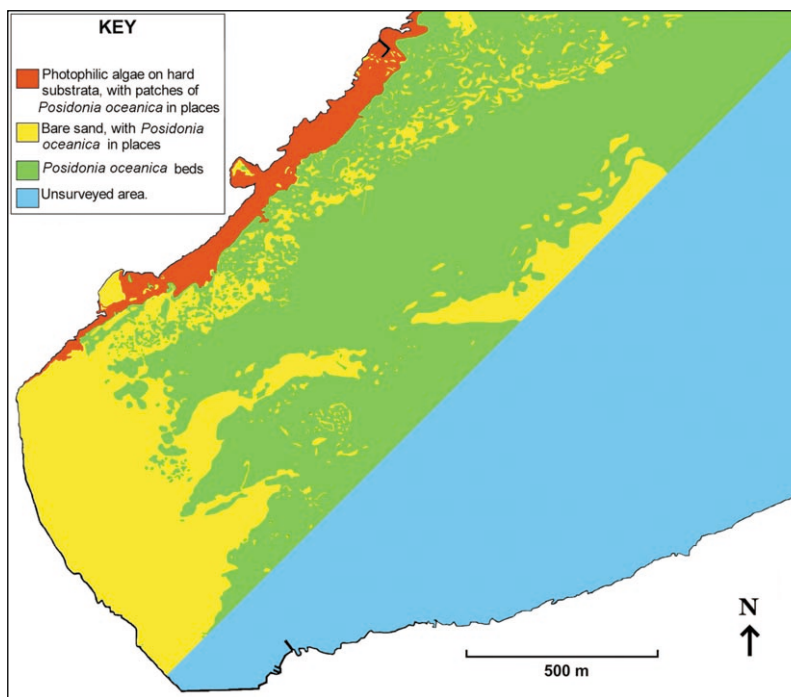 KEY
Photophilic algae on hard
substrata, with patches of
Posidonia oceanica in places
Bare sand, with Posidonia
oceanica in places
Posidonia oceanica beds
Unsurveyed area.
N
500 m